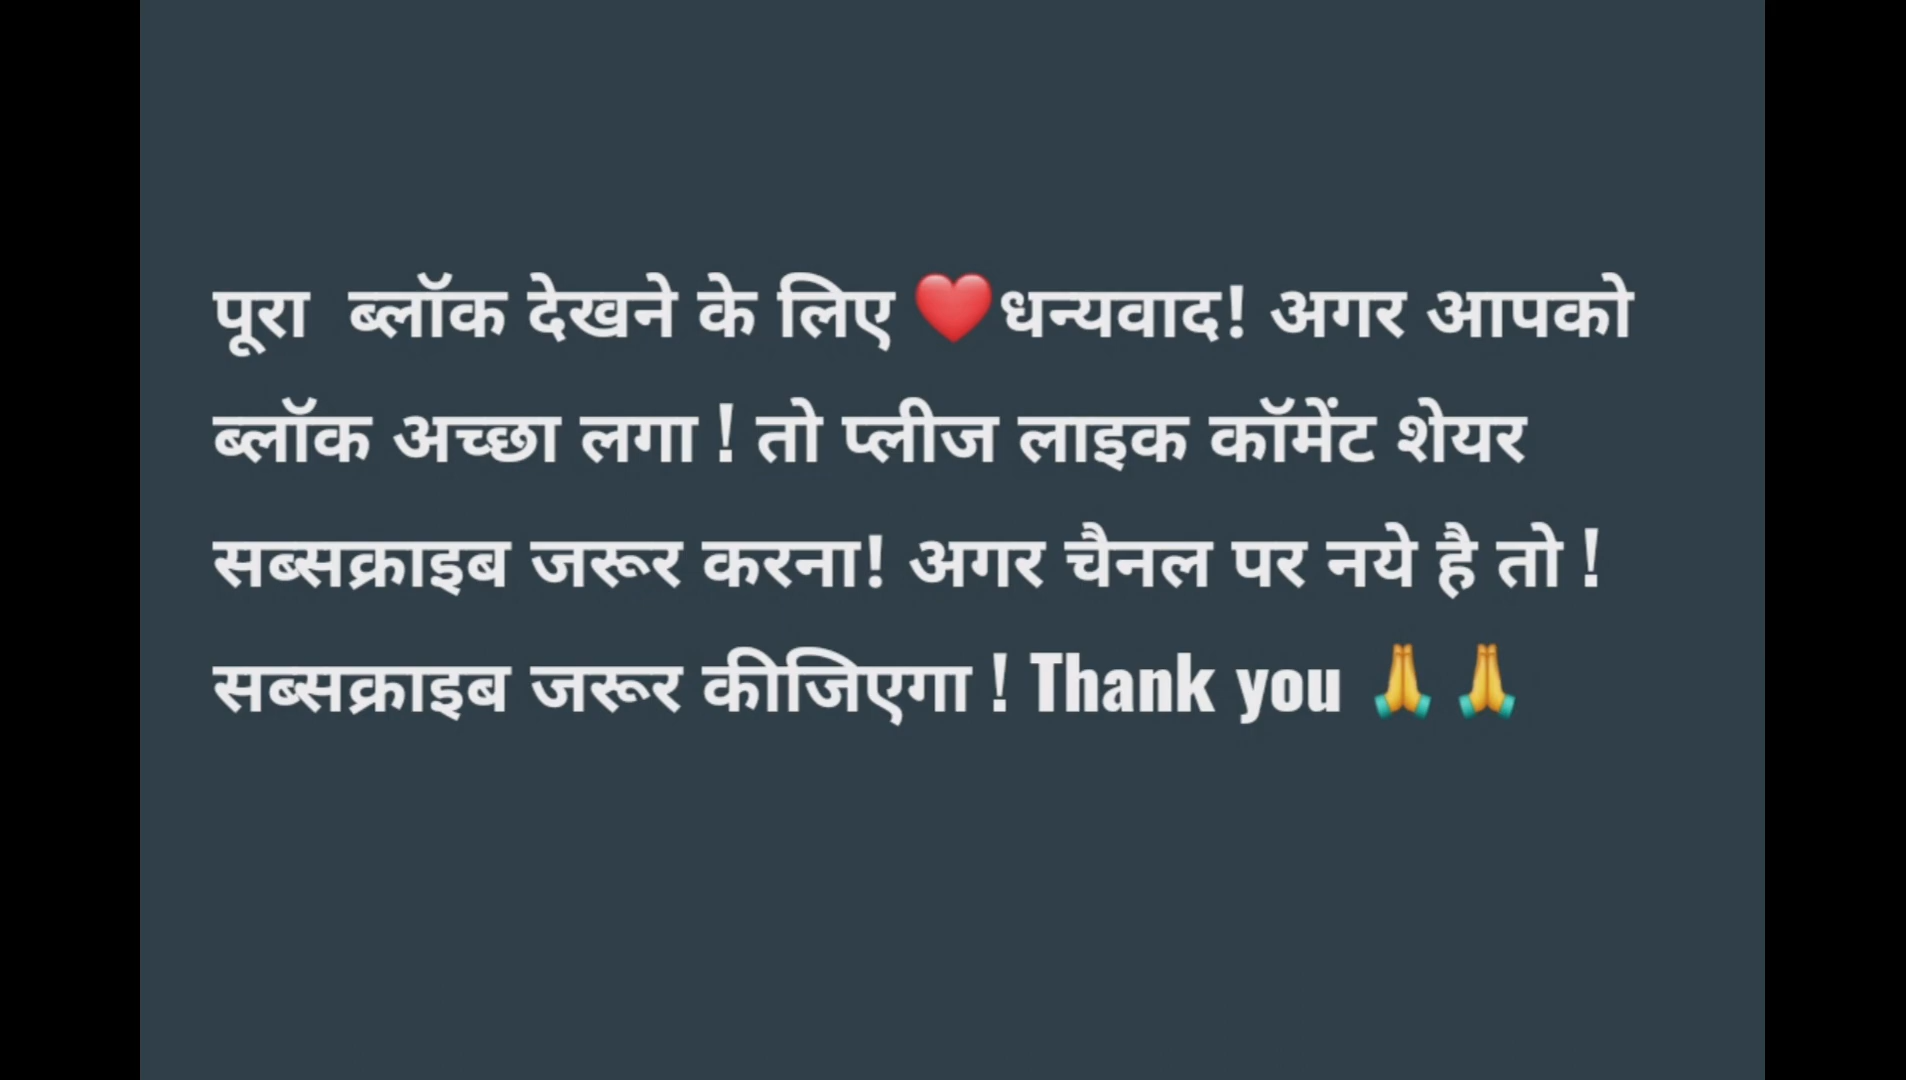 पूरा  ब्लॉक देखने के लिए ❤️धन्यवाद! अगर आपको
ब्लॉक अच्छा लगा ! तो प्लीज लाइक कॉमेंट शेयर
सब्सक्राइब जरूर करना! अगर चैनल पर नये है तो !
सब्सक्राइब जरूर कीजिएगा ! Thank you 🙏🙏